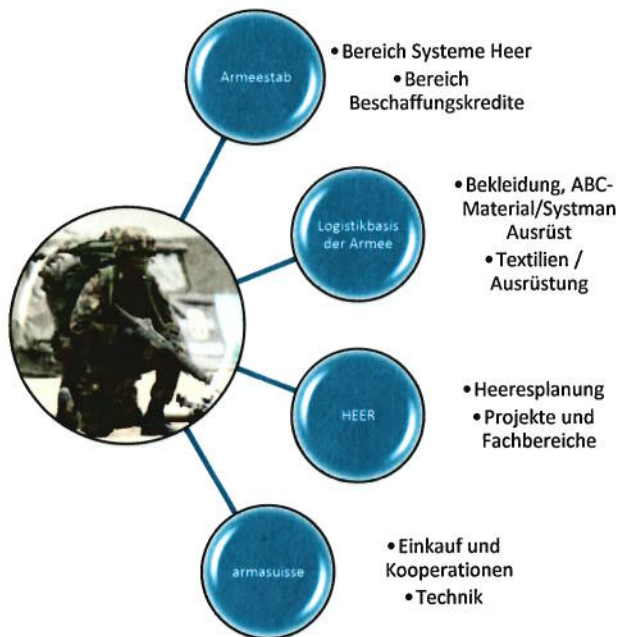 Armeestab
• Bereich Systeme Heer
• Bereich
Beschaffungskredite
Logistikbasis
der Armee
• Bekleidung, ABC-
Material/Systman
Ausrüst
• Textilien /
Ausrüstung
HEER
• Heeresplanung
• Projekte und
Fachbereiche
armasuisse
• Einkauf und
Kooperationen
• Technik